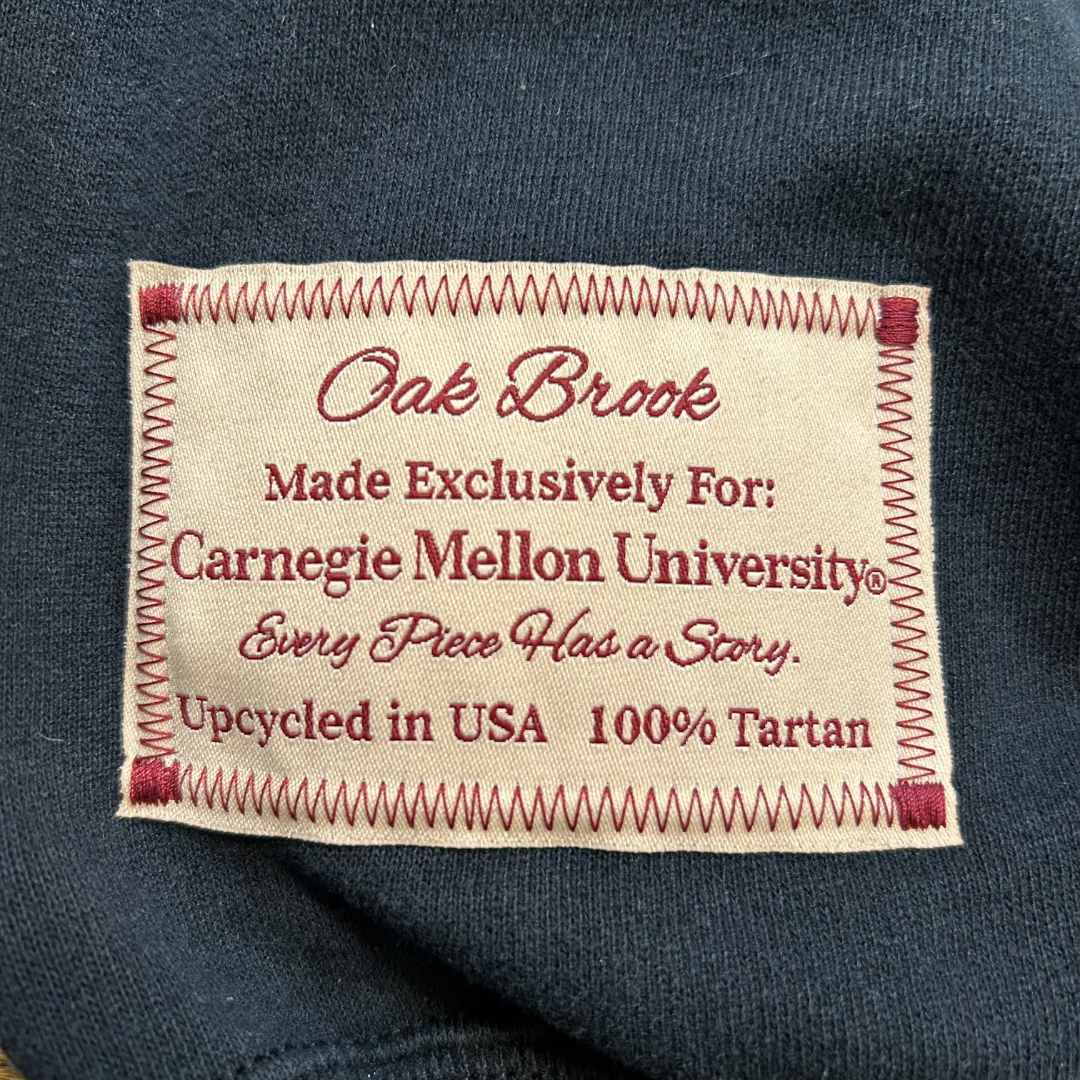 Oak Brook
Made Exclusively For:
Carnegie Mellon University®
Every Piece Has a Story.
Upcycled in USA 100% Tartan